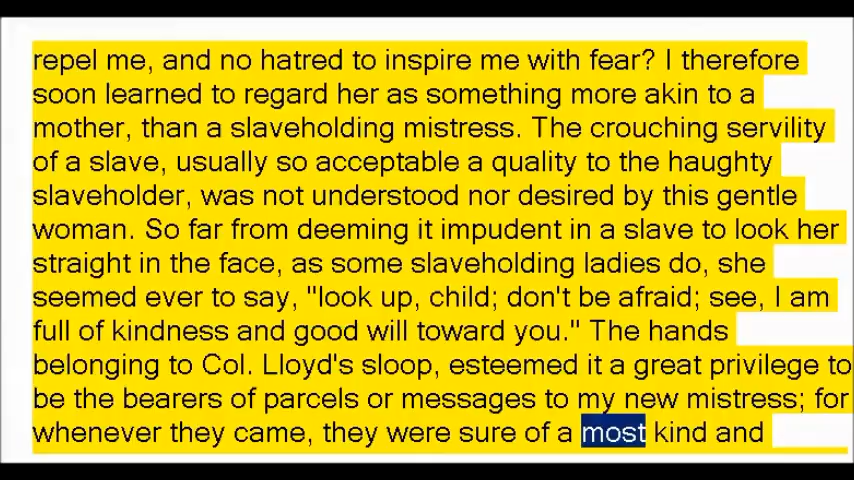 repel me, and no hatred to inspire me with fear? I therefore
soon learned to regard her as something more akin to a
mother, than a slaveholding mistress. The crouching servility
of a slave, usually so acceptable a quality to the haughty
slaveholder, was not understood nor desired by this gentle
woman. So far from deeming it impudent in a slave to look her
straight in the face, as some slaveholding ladies do, she
seemed ever to say, "look up, child; don't be afraid; see, I am
full of kindness and good will toward you." The hands
belonging to Col. Lloyd's sloop, esteemed it a great privilege to
be the bearers of parcels or messages to my new mistress; for
whenever they came, they were sure of a most kind and